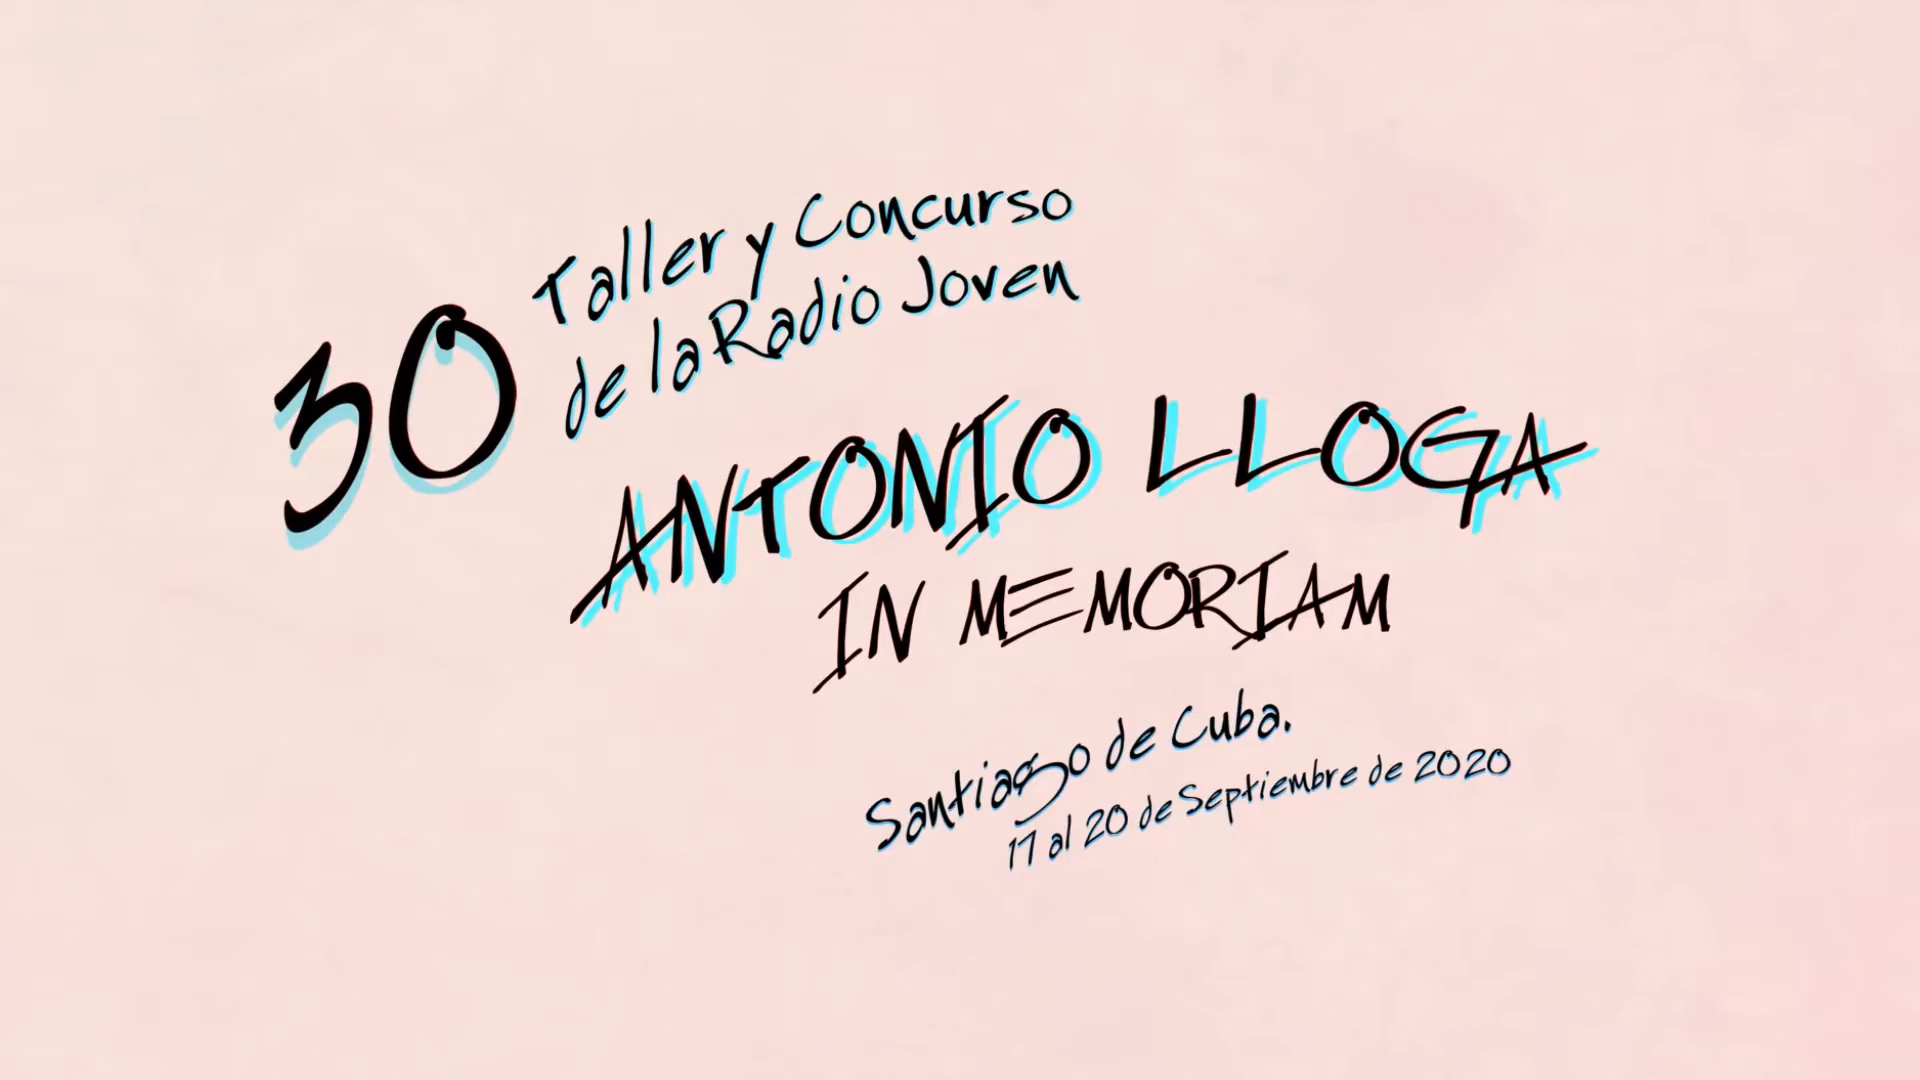 30
Taller y Concurso
de la Radio Joven
ANTONIO LLOGA
IN MEMORIAM
Santiago de Cuba.
17 al 20 de Septiembre de 2020